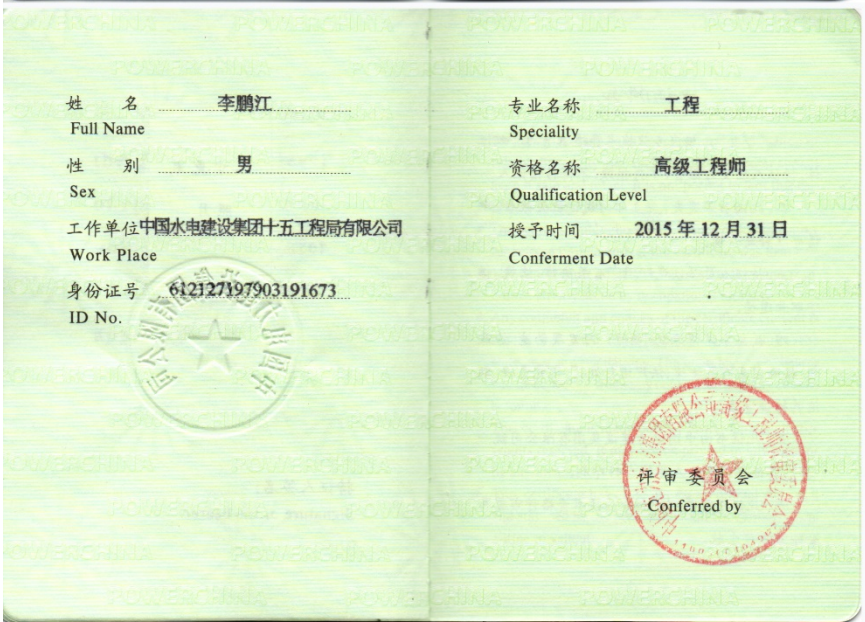 姓 名 李鹏江
Full Name
性 别 男
Sex
工作单位 中国水电建设集团十五工程局有限公司
Work Place
身份证号 612127197903191673
ID No.
专业名称 工程
Speciality
资格名称 高级工程师
Qualification Level
授予时间 2015 年 12 月 31 日
Conferment Date
评审委员会
Conferred by